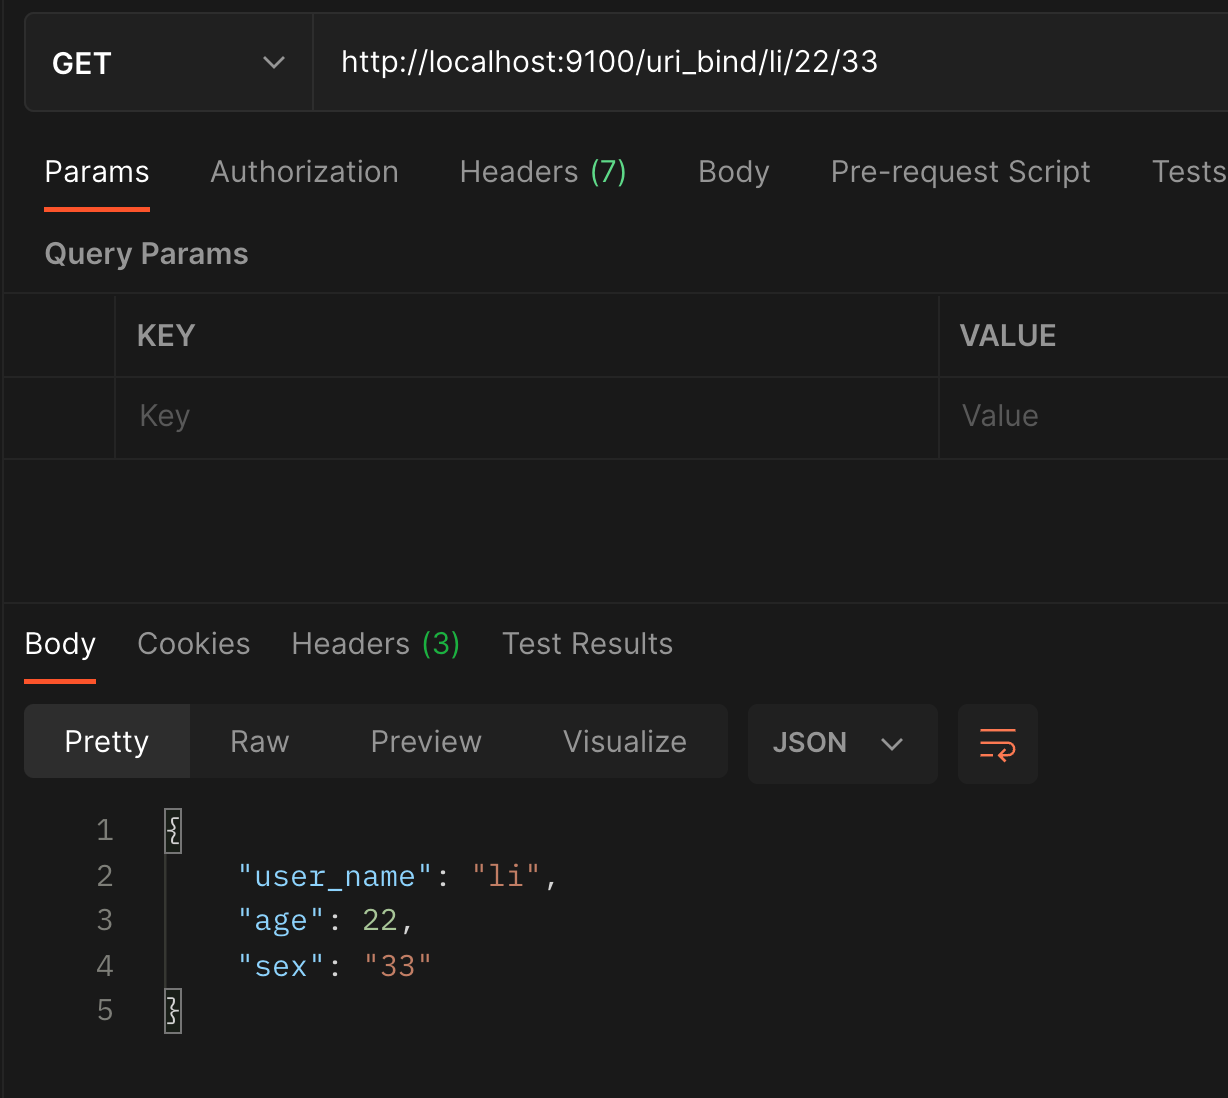 GET http://localhost:9100/uri_bind/li/22/33
Params Authorization Headers (7) Body Pre-request Script Tests
Query Params
KEY VALUE
Key Value
Body Cookies Headers (3) Test Results
Pretty Raw Preview Visualize JSON
1 {
2 "user_name": "li",
3 "age": 22,
4 "sex": "33"
5 }